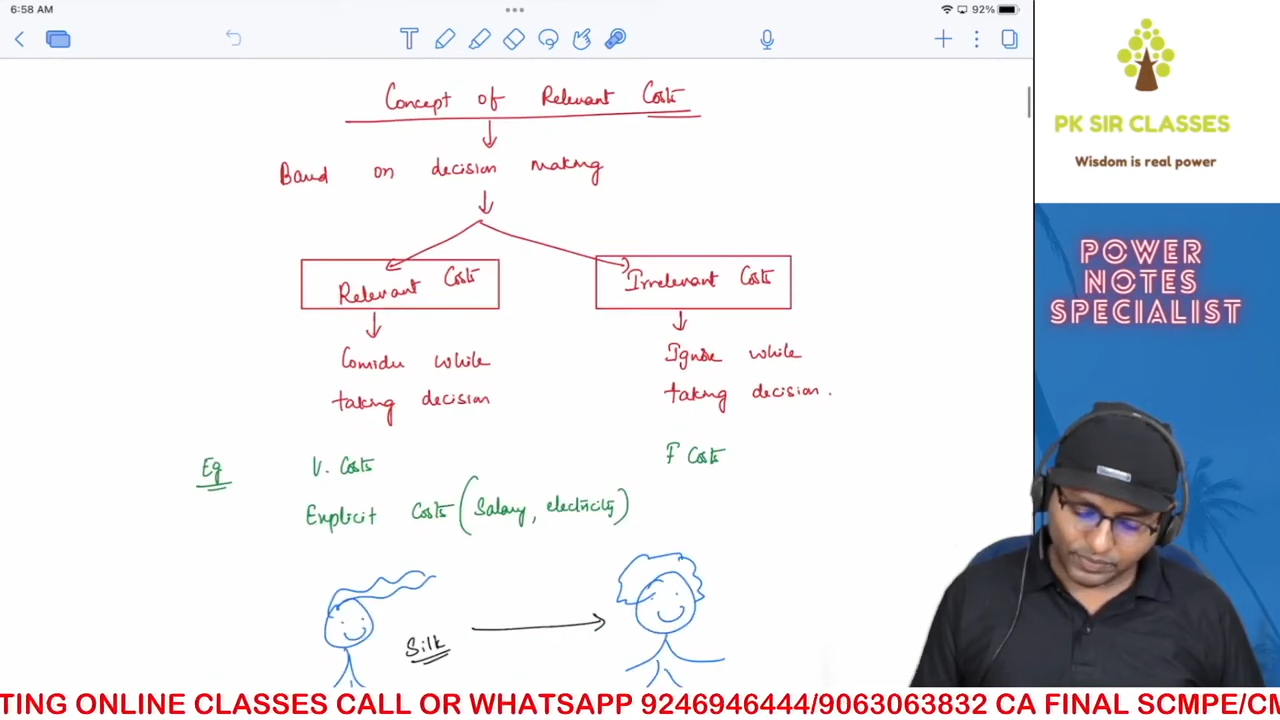 6:58 AM
92%
Concept of Relevant Costs
Based on decision making
Relevant Costs
Irrelevant Costs
Consider while
taking decision
Ignore while
taking decision.
Eg
V. Costs
F Costs
Explicit Costs (Salary, electricity)
Silk
PK SIR CLASSES
Wisdom is real power
POWER
NOTES
SPECIALIST
TING ONLINE CLASSES CALL OR WHATSAPP 9246946444/9063063832 CA FINAL SCMPE/CM